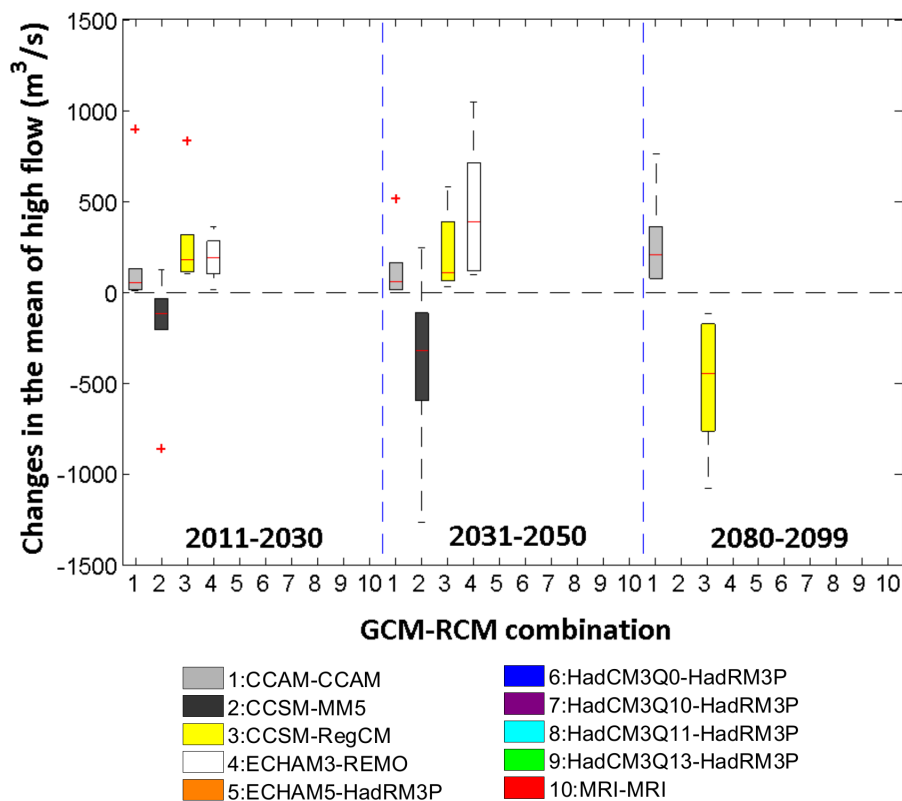 Changes in the mean of high flow (m³/s)
1500
1000
500
0
-500
-1000
-1500
2011-2030 2031-2050 2080-2099
1 2 3 4 5 6 7 8 9 10 1 2 3 4 5 6 7 8 9 10 1 2 3 4 5 6 7 8 9 10
GCM-RCM combination
1:CCAM-CCAM
2:CCSM-MM5
3:CCSM-RegCM
4:ECHAM3-REMO
5:ECHAM5-HadRM3P
6:HadCM3Q0-HadRM3P
7:HadCM3Q10-HadRM3P
8:HadCM3Q11-HadRM3P
9:HadCM3Q13-HadRM3P
10:MRI-MRI